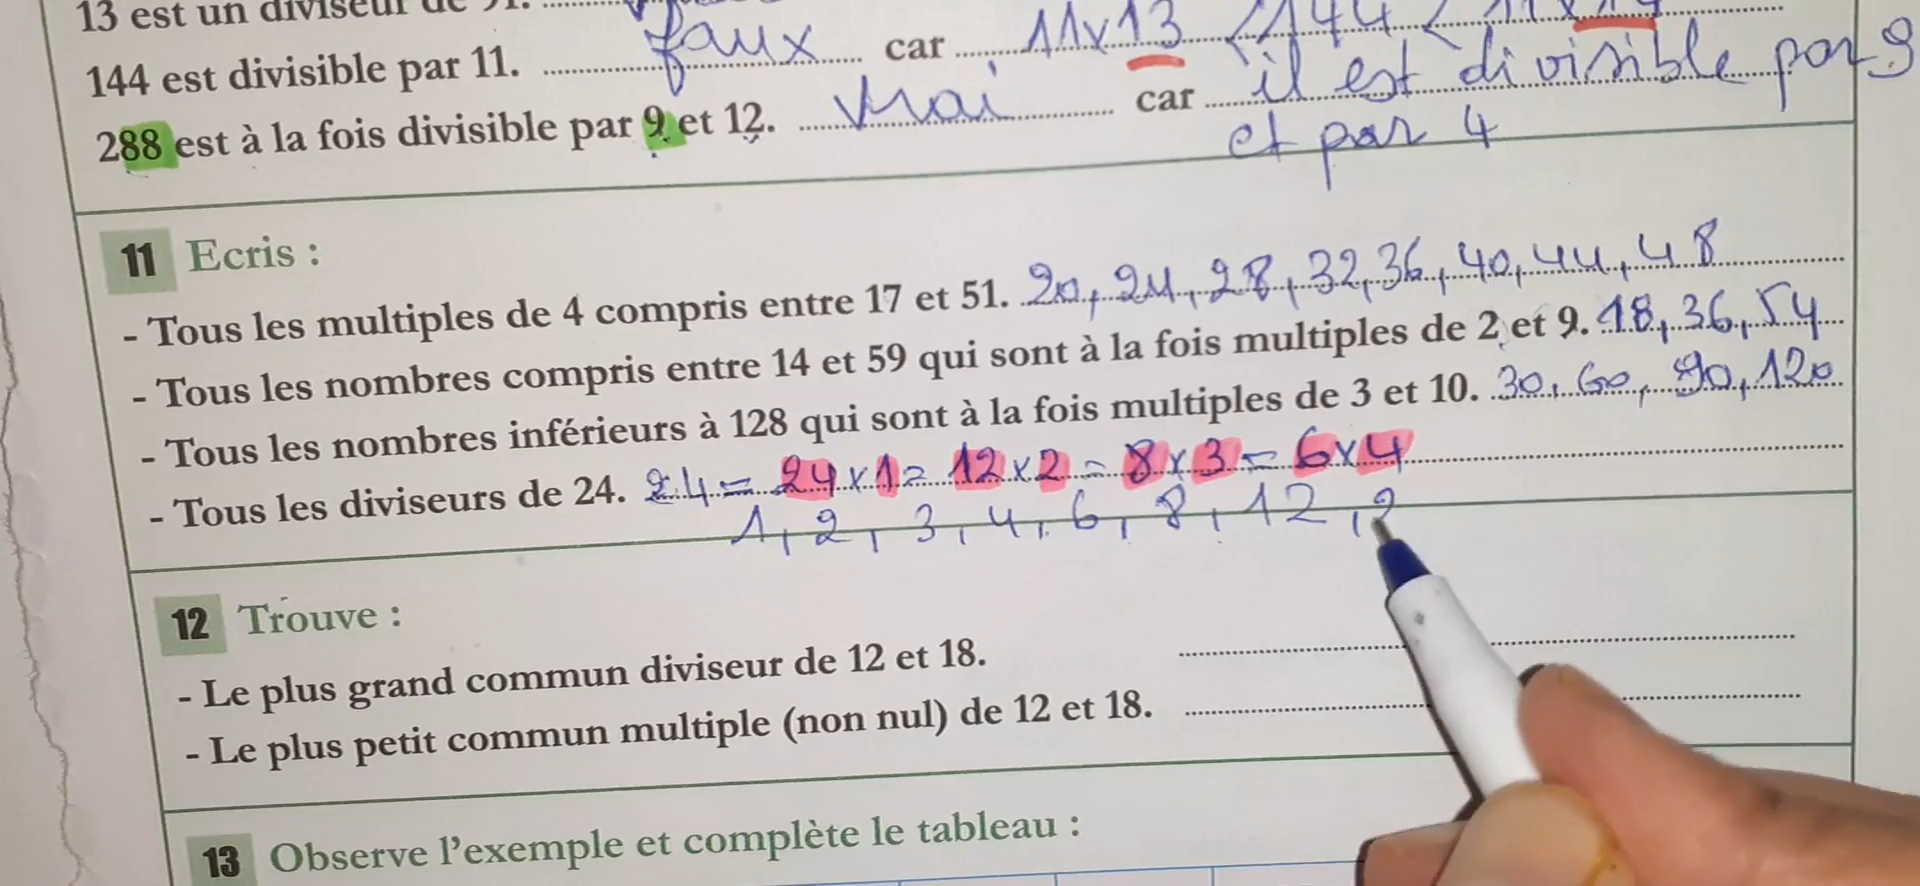 13 est un diviseur de 91.
144 est divisible par 11. faux car 11x13 < 144 <
288 est à la fois divisible par 9 et 12. Vrai car il est divisible par 9
et par 4
11 Ecris :
- Tous les multiples de 4 compris entre 17 et 51. 20, 24, 28, 32, 36, 40, 44, 48
- Tous les nombres compris entre 14 et 59 qui sont à la fois multiples de 2 et 9. 18, 36, 54
- Tous les nombres inférieurs à 128 qui sont à la fois multiples de 3 et 10. 30, 60, 90, 120
- Tous les diviseurs de 24. 24 = 24 x 1 = 12 x 2 = 8 x 3 = 6 x 4
1, 2, 3, 4, 6, 8, 12, 2
12 Trouve :
- Le plus grand commun diviseur de 12 et 18.
- Le plus petit commun multiple (non nul) de 12 et 18.
13 Observe l'exemple et complète le tableau :